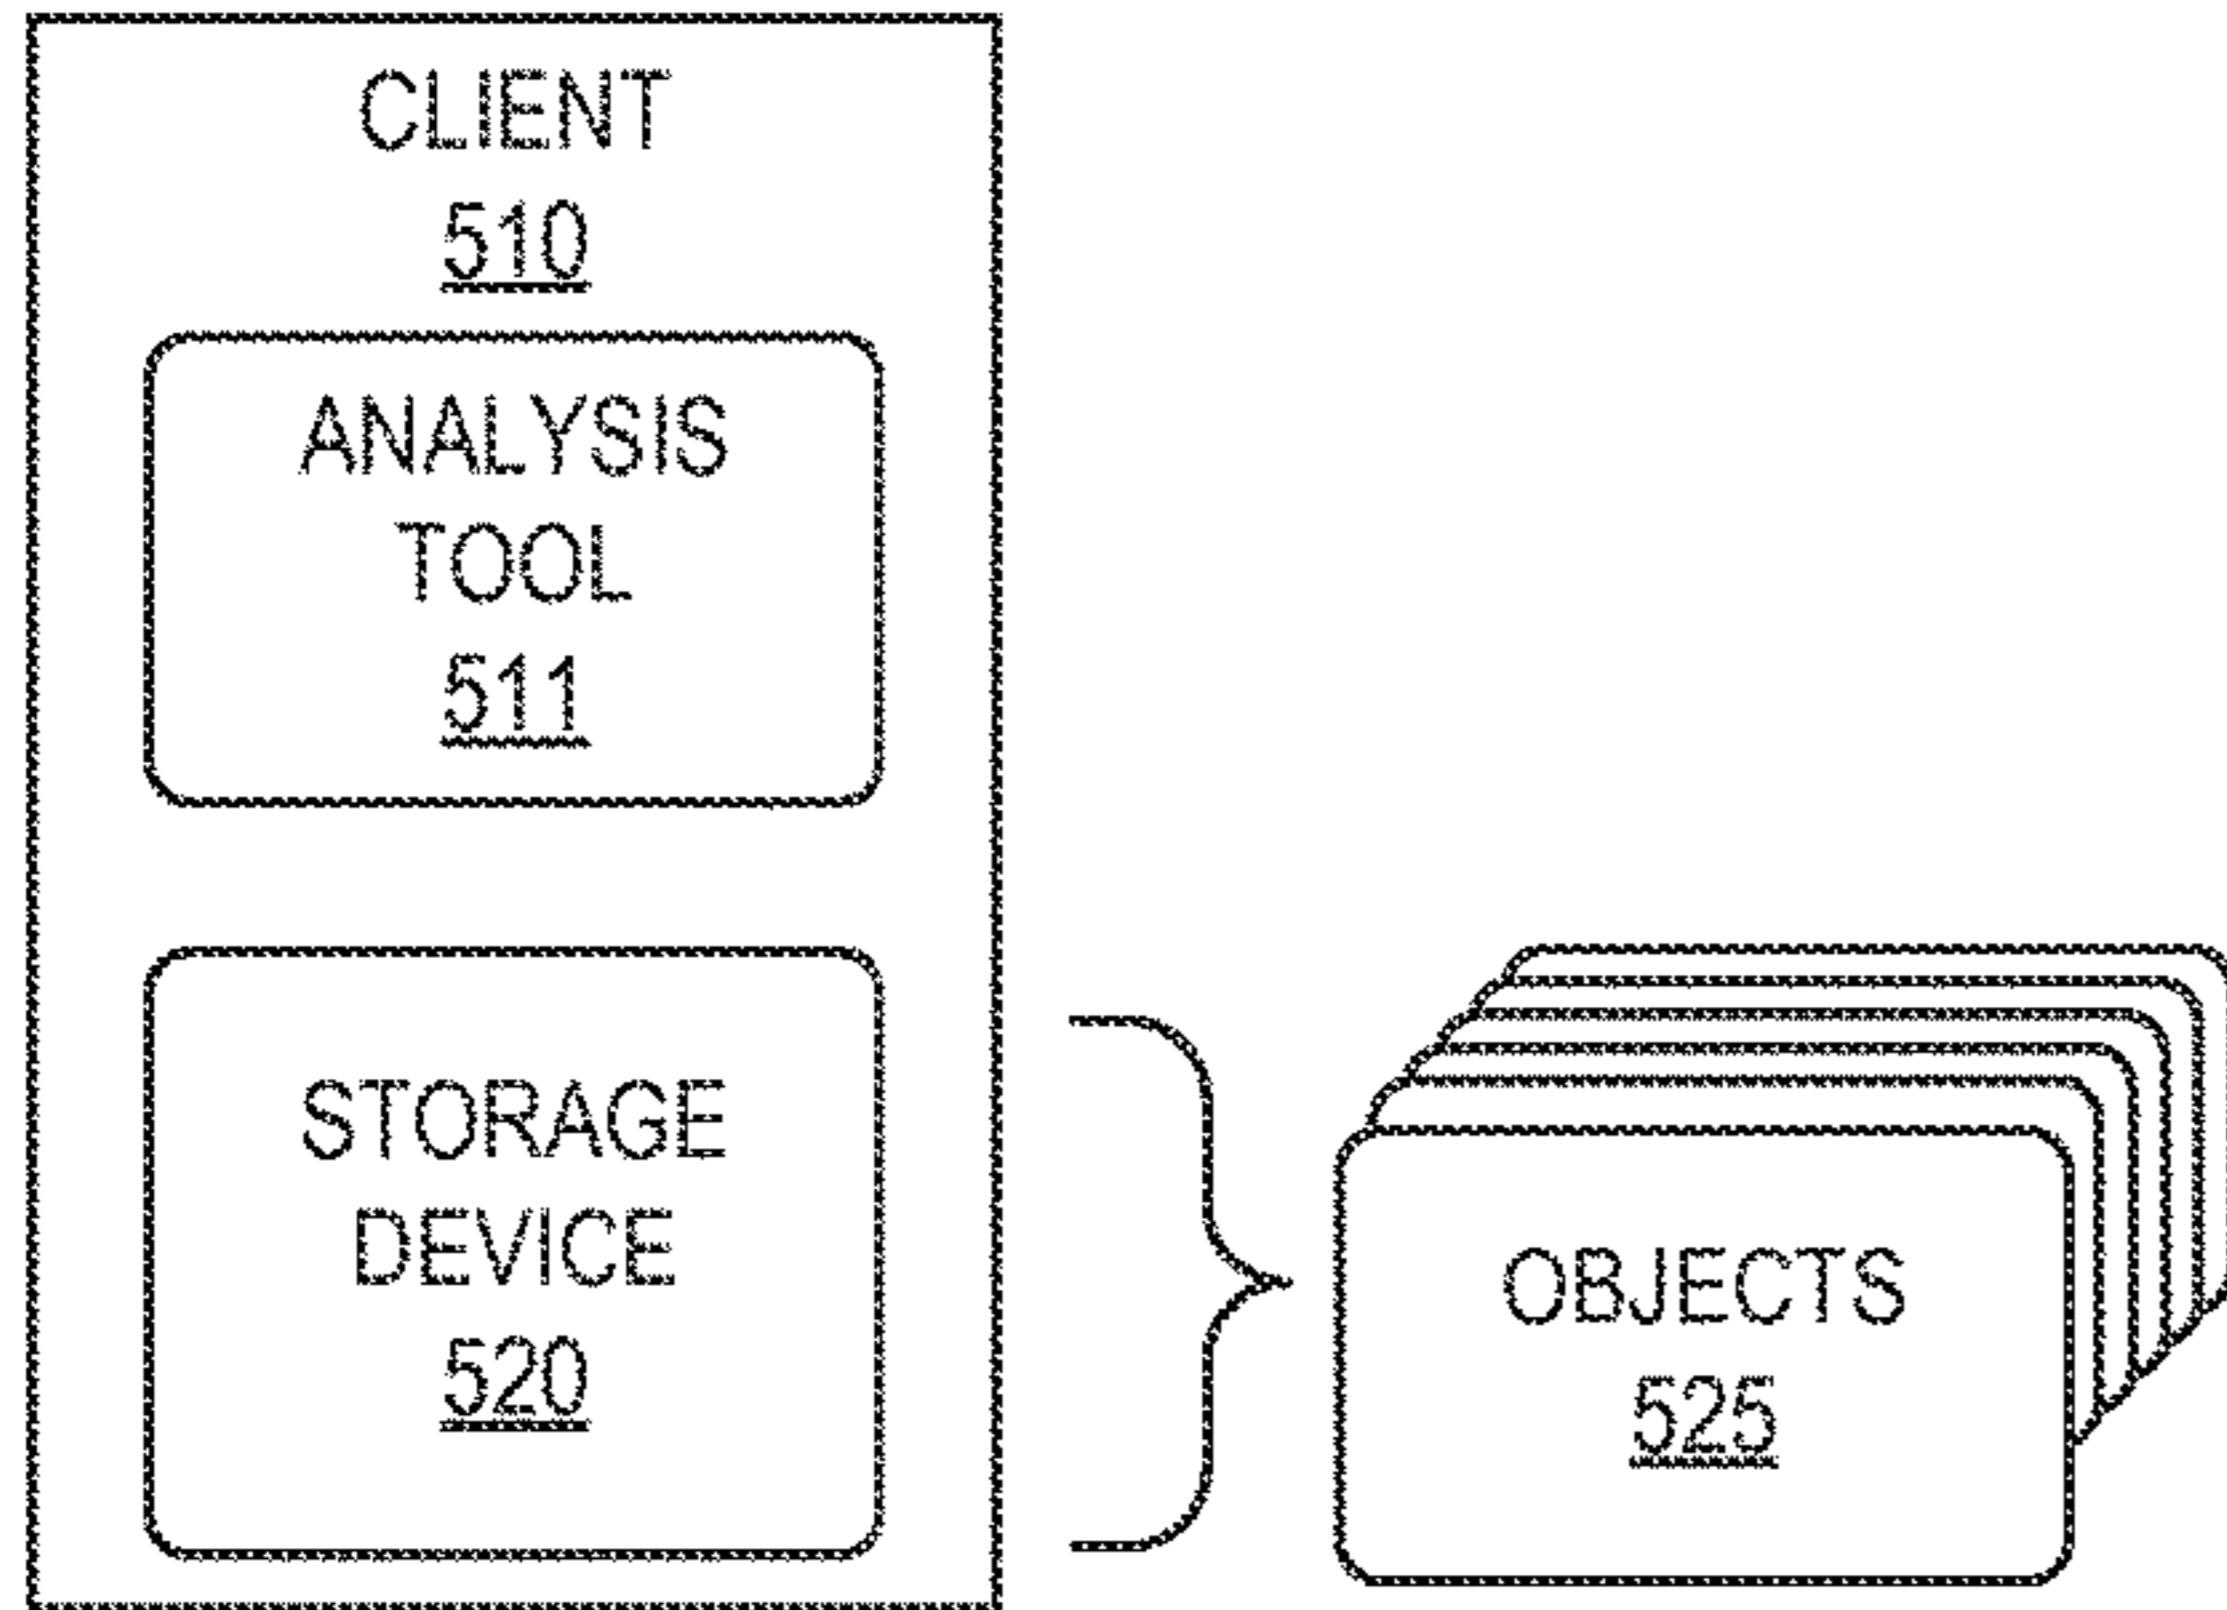 CLIENT
510
ANALYSIS
TOOL
511
STORAGE
DEVICE
520
OBJECTS
525